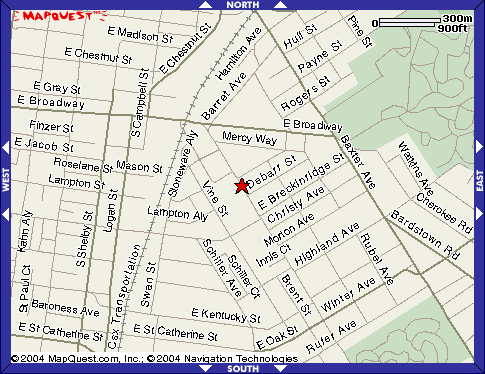 NORTH
MAPQUEST
300m
900ft
E Madison St
E Chestnut St
E Chestnut St
Hamilton Ave
Hull St
Pine St
Payne St
Rogers St
E Gray St
S Campbell St
Barret Ave
E Broadway
E Broadway
Finzer St
Mercy Way
Baxter Ave
E Jacob St
Stoneware Aly
Roselane St
Mason St
Lampton St
Debarr St
E Breckinridge St
Watkins Ave
Cherokee Rd
WEST
EAST
Vine St
Christy Ave
Logan St
Lampton Aly
Morton Ave
Bardstown Rd
Kahn Aly
S Shelby St
Innis Ct
Highland Ave
Rubel Ave
Schiller Ave
Schiller Ct
St Paul Ct
Csx Transportation
Swan St
Brent St
Winter Ave
Baroness Ave
E Kentucky St
E St Catherine St
E St Catherine St
E Oak St
Rufer Ave
©2004 MapQuest.com, Inc.; ©2004 Navigation Technologies
SOUTH